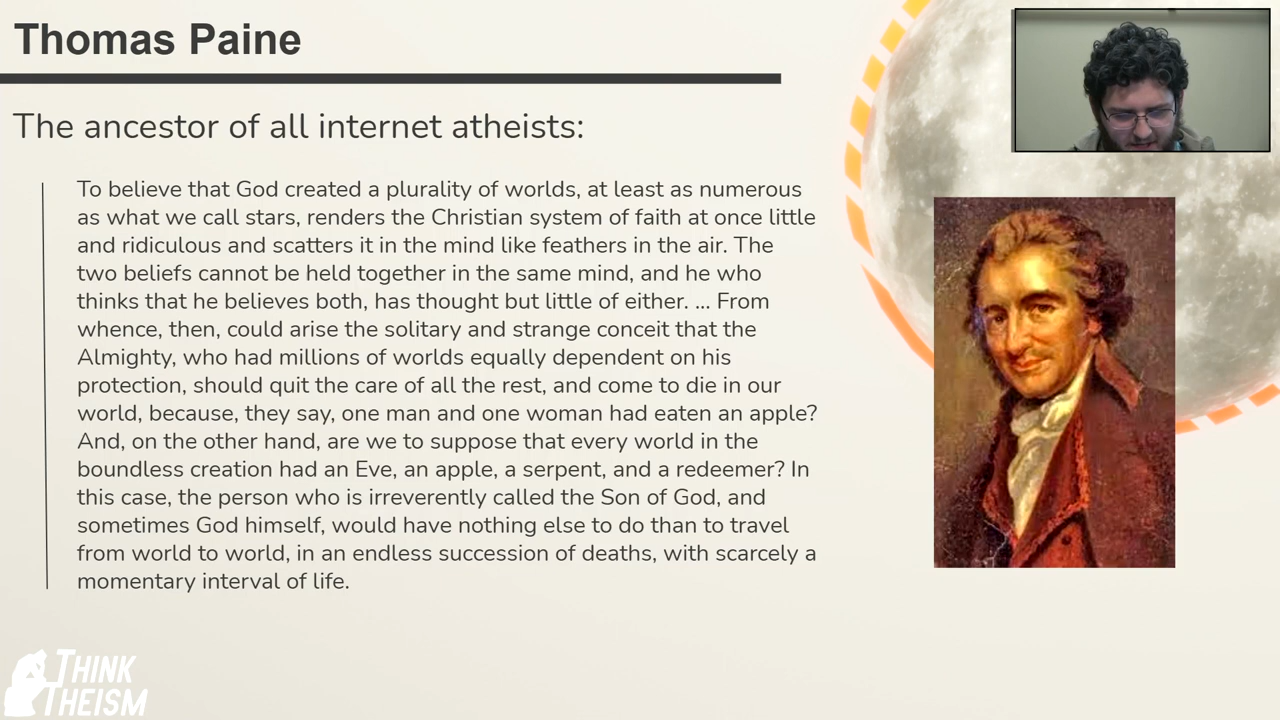 Thomas Paine
The ancestor of all internet atheists:
To believe that God created a plurality of worlds, at least as numerous
as what we call stars, renders the Christian system of faith at once little
and ridiculous and scatters it in the mind like feathers in the air. The
two beliefs cannot be held together in the same mind, and he who
thinks that he believes both, has thought but little of either. ... From
whence, then, could arise the solitary and strange conceit that the
Almighty, who had millions of worlds equally dependent on his
protection, should quit the care of all the rest, and come to die in our
world, because, they say, one man and one woman had eaten an apple?
And, on the other hand, are we to suppose that every world in the
boundless creation had an Eve, an apple, a serpent, and a redeemer? In
this case, the person who is irreverently called the Son of God, and
sometimes God himself, would have nothing else to do than to travel
from world to world, in an endless succession of deaths, with scarcely a
momentary interval of life.
THINK
THEISM